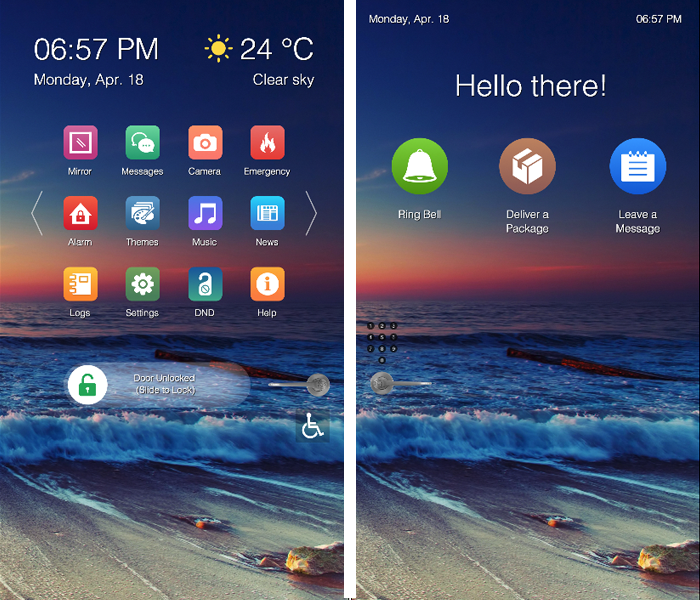 06:57 PM
24 °C
Monday, Apr. 18
Clear sky
Mirror
Messages
Camera
Emergency
Alarm
Themes
Music
News
Logs
Settings
DND
Help
Door Unlocked
(Slide to Lock)
Monday, Apr. 18
06:57 PM
Hello there!
Ring Bell
Deliver a
Package
Leave a
Message
1 2 3
4 5 6
7 8 9
0